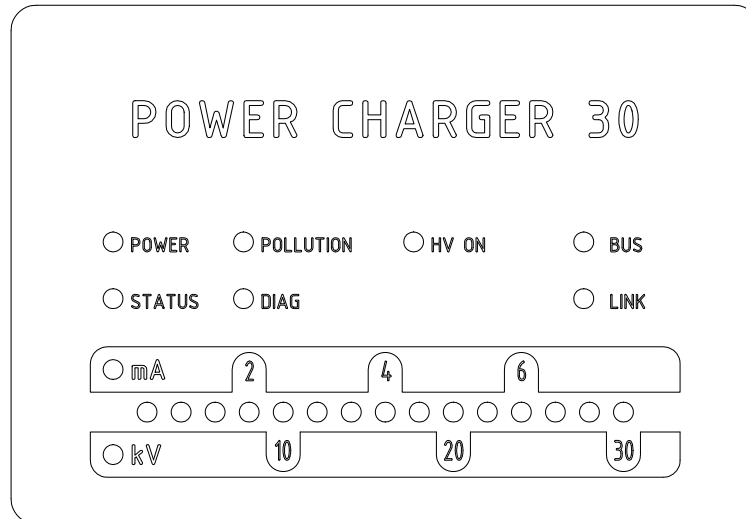 POWER CHARGER 30
POWER POLLUTION HV ON BUS
STATUS DIAG LINK
mA 2 4 6
kV 10 20 30